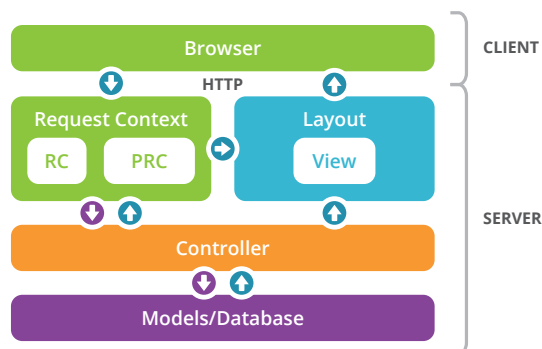 Browser
CLIENT
HTTP
Request Context
Layout
RC
PRC
View
SERVER
Controller
Models/Database